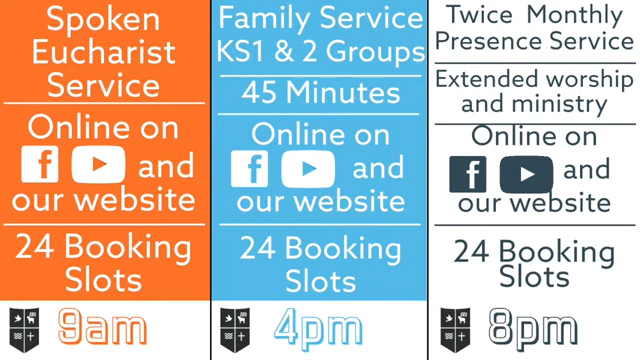 Spoken
Eucharist
Service
Online on
and
our website
24 Booking
Slots
9am
Family Service
KS1 & 2 Groups
45 Minutes
Online on
and
our website
24 Booking
Slots
4pm
Twice Monthly
Presence Service
Extended worship
and ministry
Online on
and
our website
24 Booking
Slots
8pm